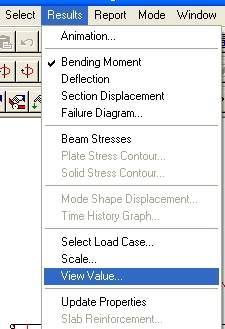 Select Results Report Mode Window
Animation...
Bending Moment
Deflection
Section Displacement
Failure Diagram...
Beam Stresses
Plate Stress Contour...
Solid Stress Contour...
Mode Shape Displacement...
Time History Graph...
Select Load Case...
Scale...
View Value...
Update Properties
Slab Reinforcement...